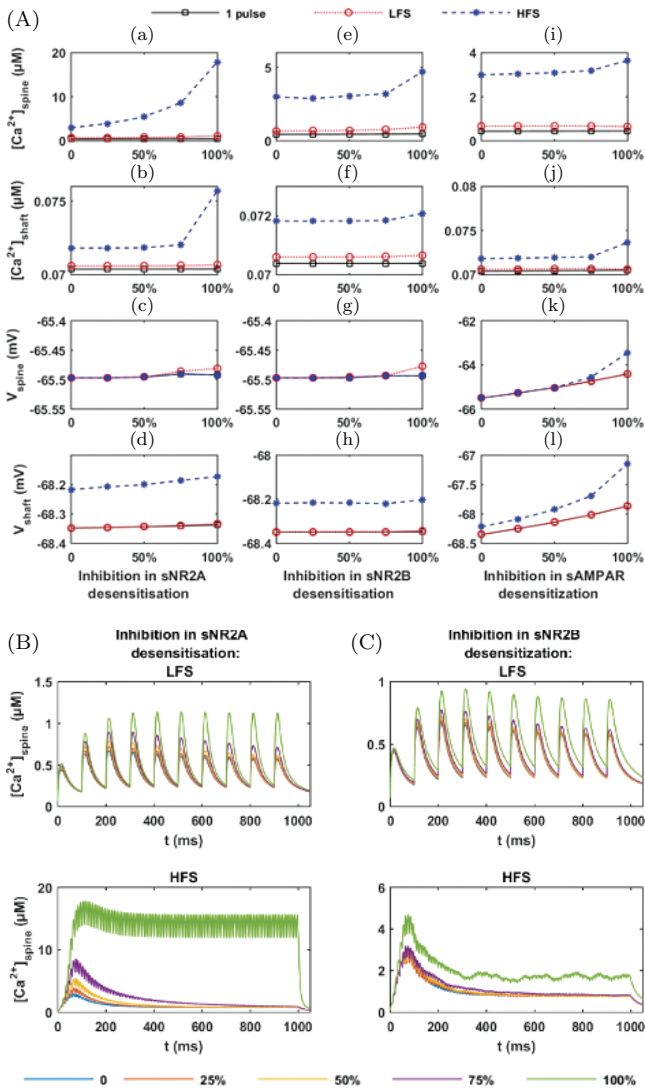 (A)
1 pulse LFS HFS
(a) (e) (i)
[Ca2+]spine (μM)
20
10
0
0 50% 100%
5
0
0 50% 100%
4
2
0
0 50% 100%
(b) (f) (j)
[Ca2+]shaft (μM)
0.075
0.07
0 50% 100%
0.072
0.07
0 50% 100%
0.08
0.075
0.07
0 50% 100%
(c) (g) (k)
Vspine (mV)
-65.4
-65.45
-65.5
-65.55
0 50% 100%
-65.4
-65.45
-65.5
-65.55
0 50% 100%
-62
-64
-66
0 50% 100%
(d) (h) (l)
Vshaft (mV)
-68.2
-68.3
-68.4
0 50% 100%
-68
-68.2
-68.4
0 50% 100%
-67
-67.5
-68
-68.5
0 50% 100%
Inhibition in sNR2A
desensitisation
Inhibition in sNR2B
desensitisation
Inhibition in sAMPAR
desensitization
(B)
Inhibition in sNR2A
desensitisation:
LFS
[Ca2+]spine (μM)
1.5
1
0.5
0
0 200 400 600 800 1000
t (ms)
HFS
[Ca2+]spine (μM)
20
15
10
0
0 200 400 600 800 1000
t (ms)
(C)
Inhibition in sNR2B
desensitization:
LFS
1
0.5
0
0 200 400 600 800 1000
t (ms)
HFS
6
4
2
0
0 200 400 600 800 1000
t (ms)
0 25% 50% 75% 100%